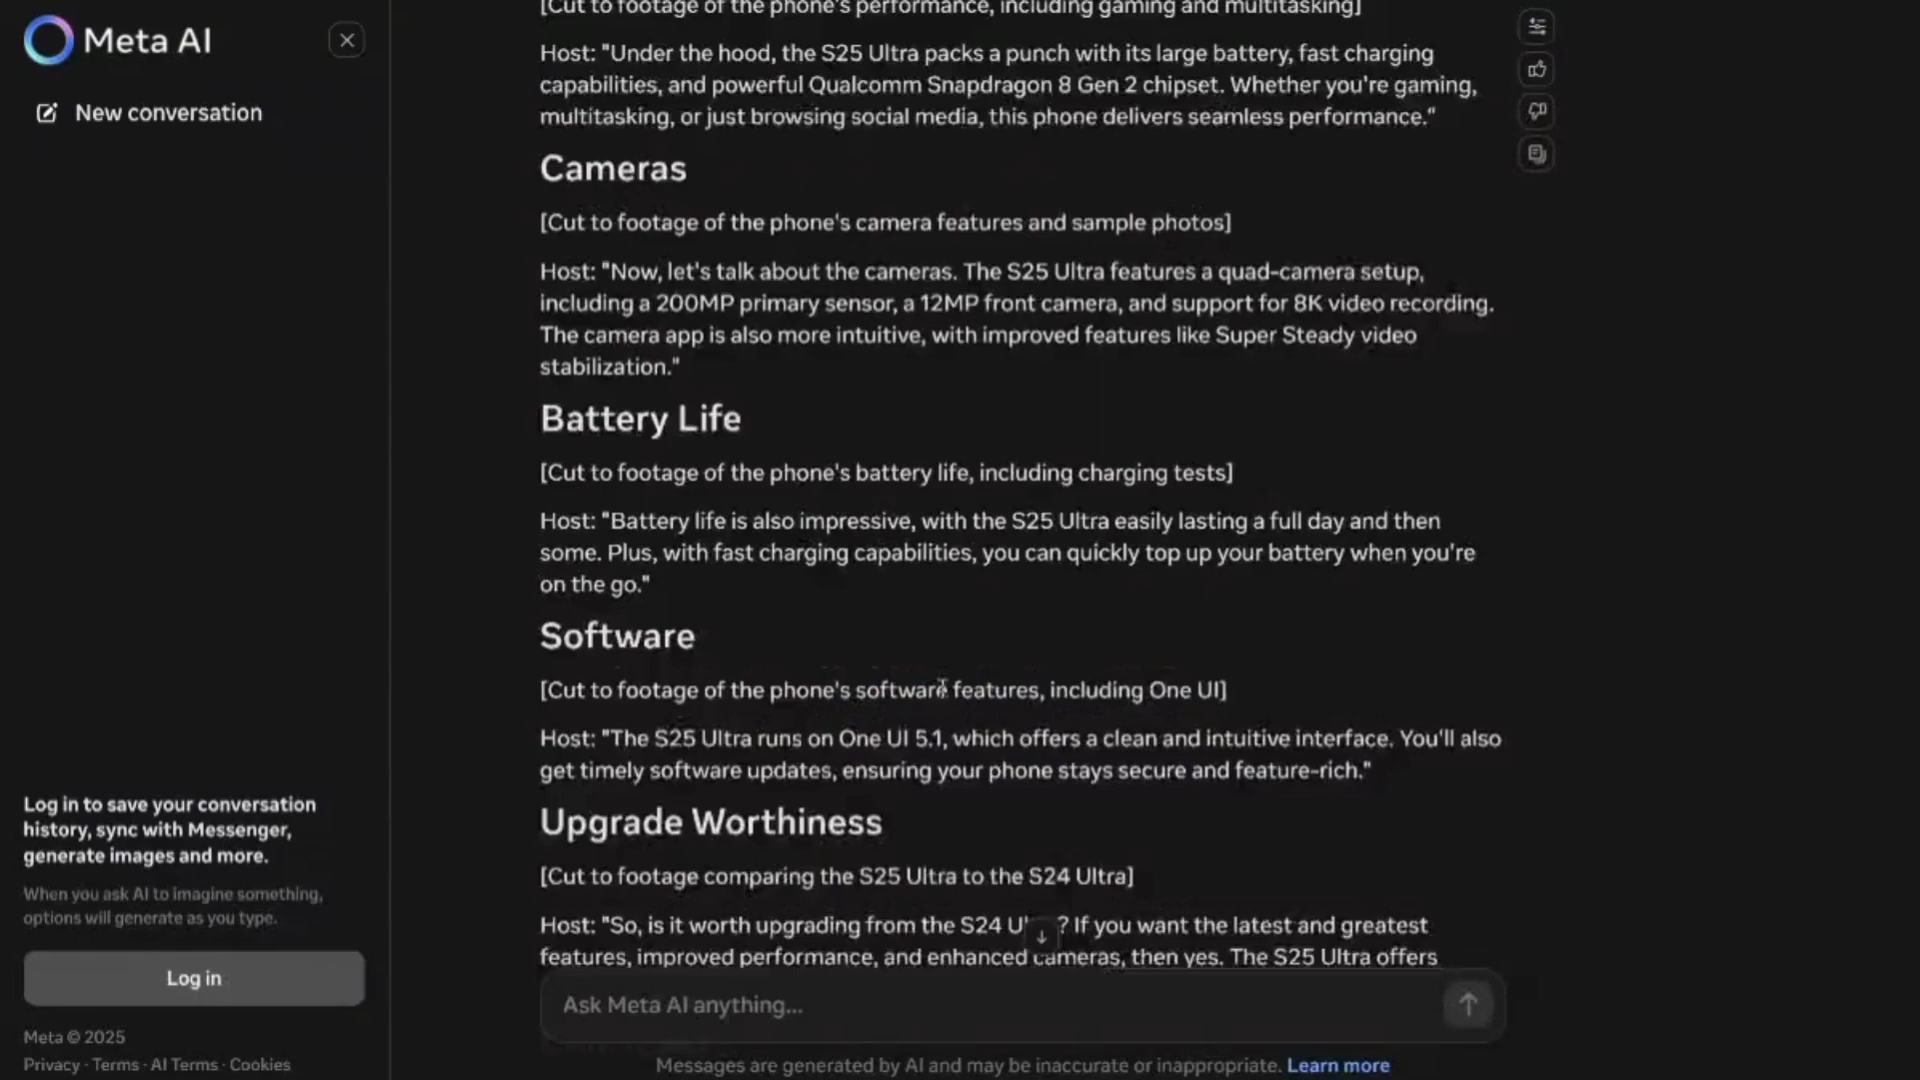 Meta AI
New conversation
[Cut to footage of the phone's performance, including gaming and multitasking]
Host: "Under the hood, the S25 Ultra packs a punch with its large battery, fast charging
capabilities, and powerful Qualcomm Snapdragon 8 Gen 2 chipset. Whether you're gaming,
multitasking, or just browsing social media, this phone delivers seamless performance."
Cameras
[Cut to footage of the phone's camera features and sample photos]
Host: "Now, let's talk about the cameras. The S25 Ultra features a quad-camera setup,
including a 200MP primary sensor, a 12MP front camera, and support for 8K video recording.
The camera app is also more intuitive, with improved features like Super Steady video
stabilization."
Battery Life
[Cut to footage of the phone's battery life, including charging tests]
Host: "Battery life is also impressive, with the S25 Ultra easily lasting a full day and then
some. Plus, with fast charging capabilities, you can quickly top up your battery when you're
on the go."
Software
[Cut to footage of the phone's software features, including One UI]
Host: "The S25 Ultra runs on One UI 5.1, which offers a clean and intuitive interface. You'll also
get timely software updates, ensuring your phone stays secure and feature-rich."
Upgrade Worthiness
[Cut to footage comparing the S25 Ultra to the S24 Ultra]
Host: "So, is it worth upgrading from the S24 ? If you want the latest and greatest
features, improved performance, and enhanced cameras, then yes. The S25 Ultra offers
Ask Meta AI anything...
Messages are generated by AI and may be inaccurate or inappropriate. Learn more
Log in to save your conversation
history, sync with Messenger,
generate images and more.
When you ask AI to imagine something,
options will generate as you type.
Log in
Meta © 2025
Privacy · Terms · AI Terms · Cookies